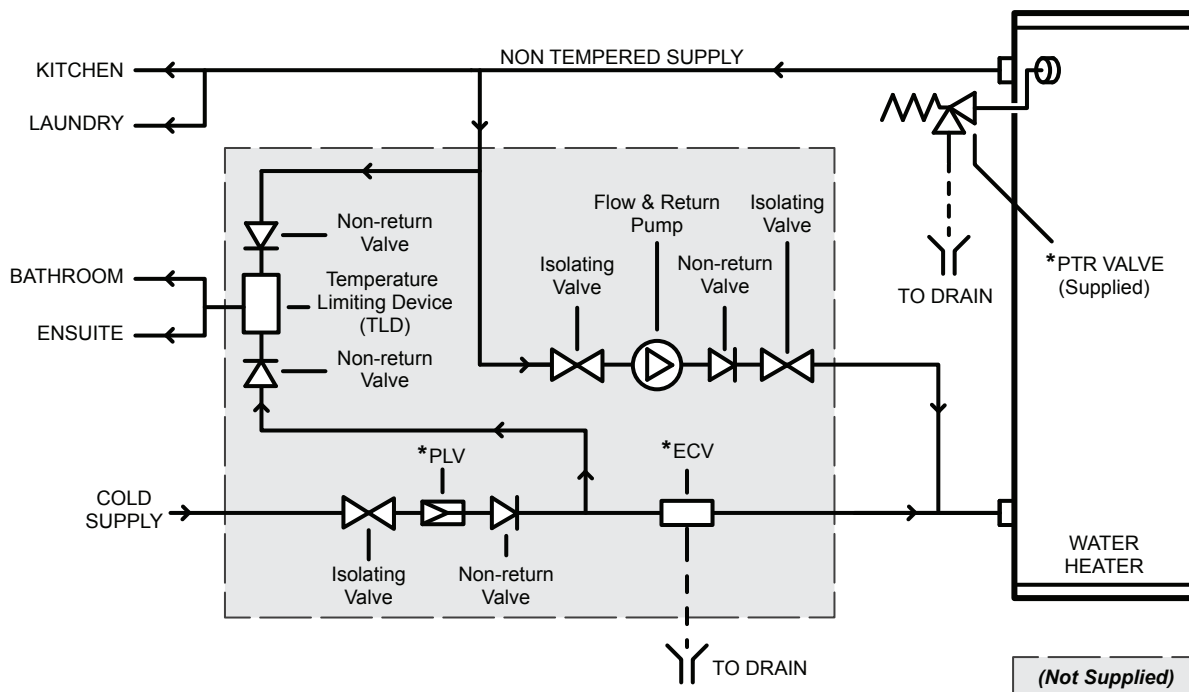 NON TEMPERED SUPPLY
KITCHEN
LAUNDRY
Non-return
Valve
Flow & Return
Pump
Isolating
Valve
Isolating
Valve
Non-return
Valve
*PTR VALVE
(Supplied)
TO DRAIN
BATHROOM
ENSUITE
Temperature
Limiting Device
(TLD)
Non-return
Valve
*PLV
*ECV
COLD
SUPPLY
Isolating
Valve
Non-return
Valve
WATER
HEATER
TO DRAIN
(Not Supplied)